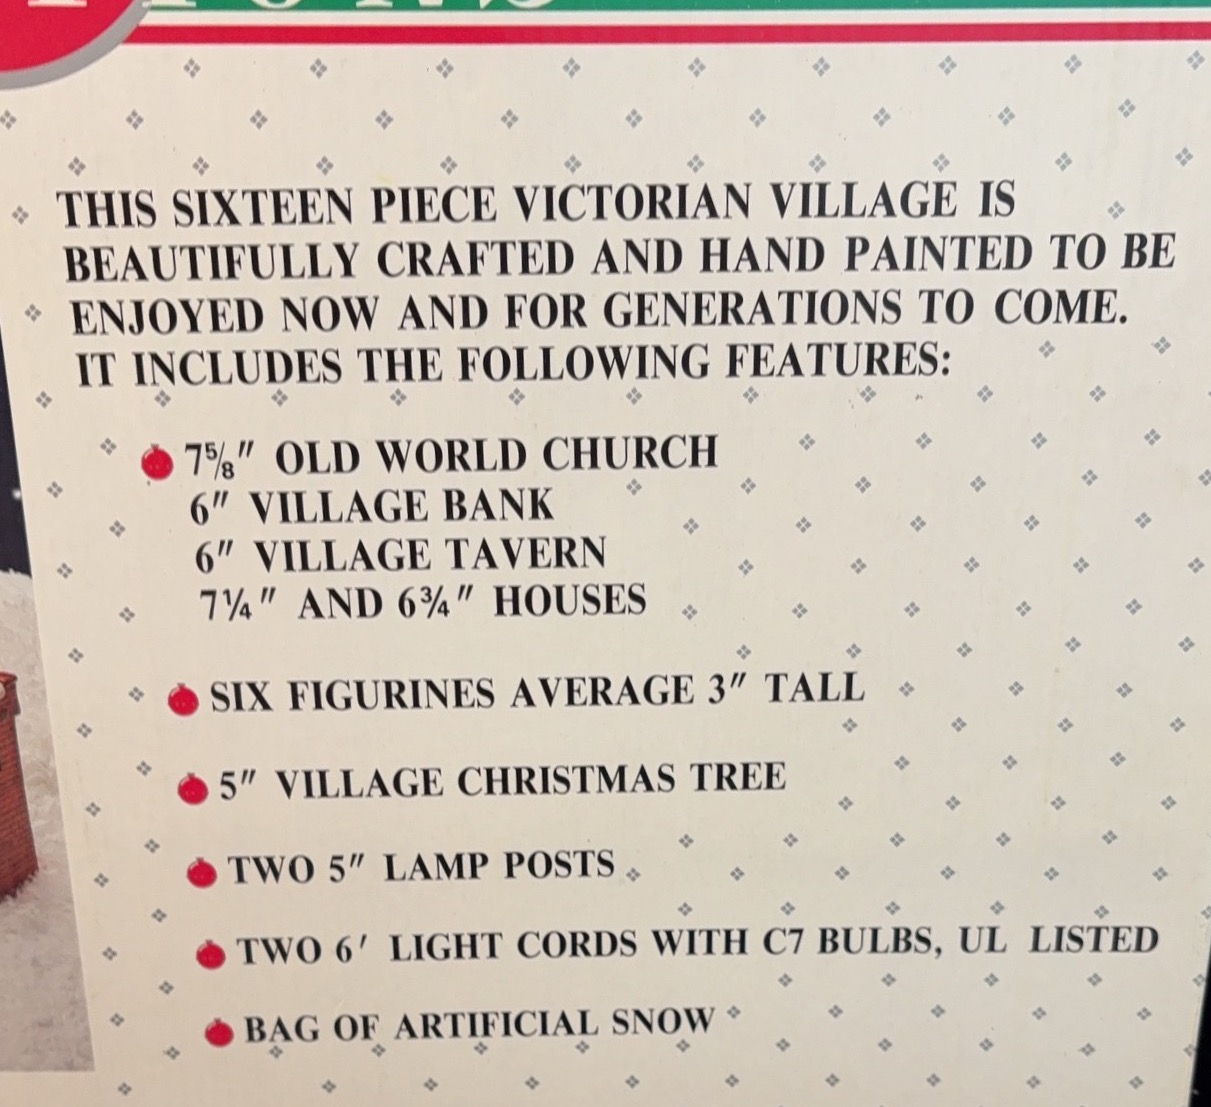 THIS SIXTEEN PIECE VICTORIAN VILLAGE IS
BEAUTIFULLY CRAFTED AND HAND PAINTED TO BE
ENJOYED NOW AND FOR GENERATIONS TO COME.
IT INCLUDES THE FOLLOWING FEATURES:
7⅝" OLD WORLD CHURCH
6" VILLAGE BANK
6" VILLAGE TAVERN
7¼" AND 6¾" HOUSES
SIX FIGURINES AVERAGE 3" TALL
5" VILLAGE CHRISTMAS TREE
TWO 5" LAMP POSTS
TWO 6' LIGHT CORDS WITH C7 BULBS, UL LISTED
BAG OF ARTIFICIAL SNOW